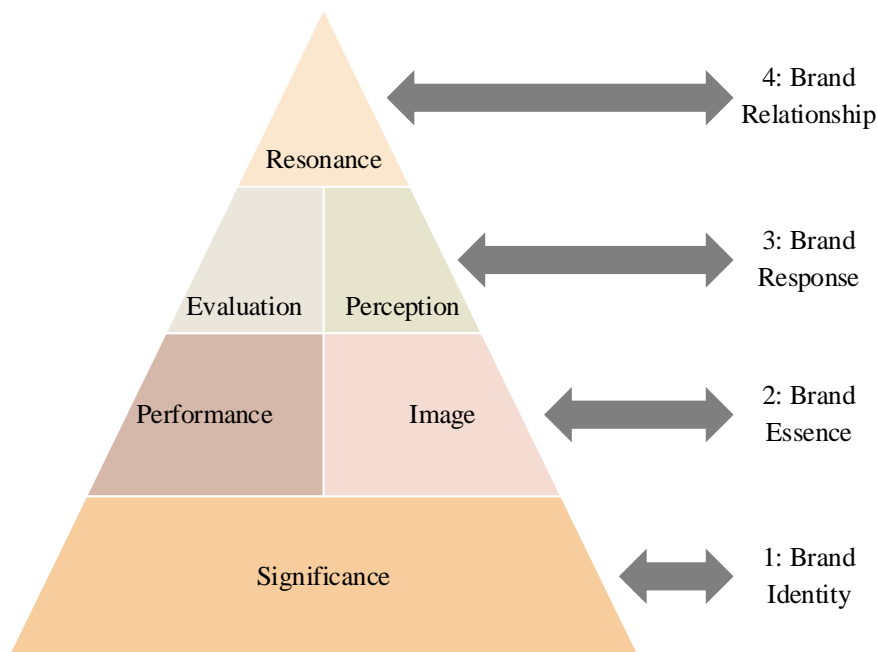 4: Brand
Relationship
Resonance
3: Brand
Response
Evaluation
Perception
2: Brand
Essence
Performance
Image
1: Brand
Identity
Significance